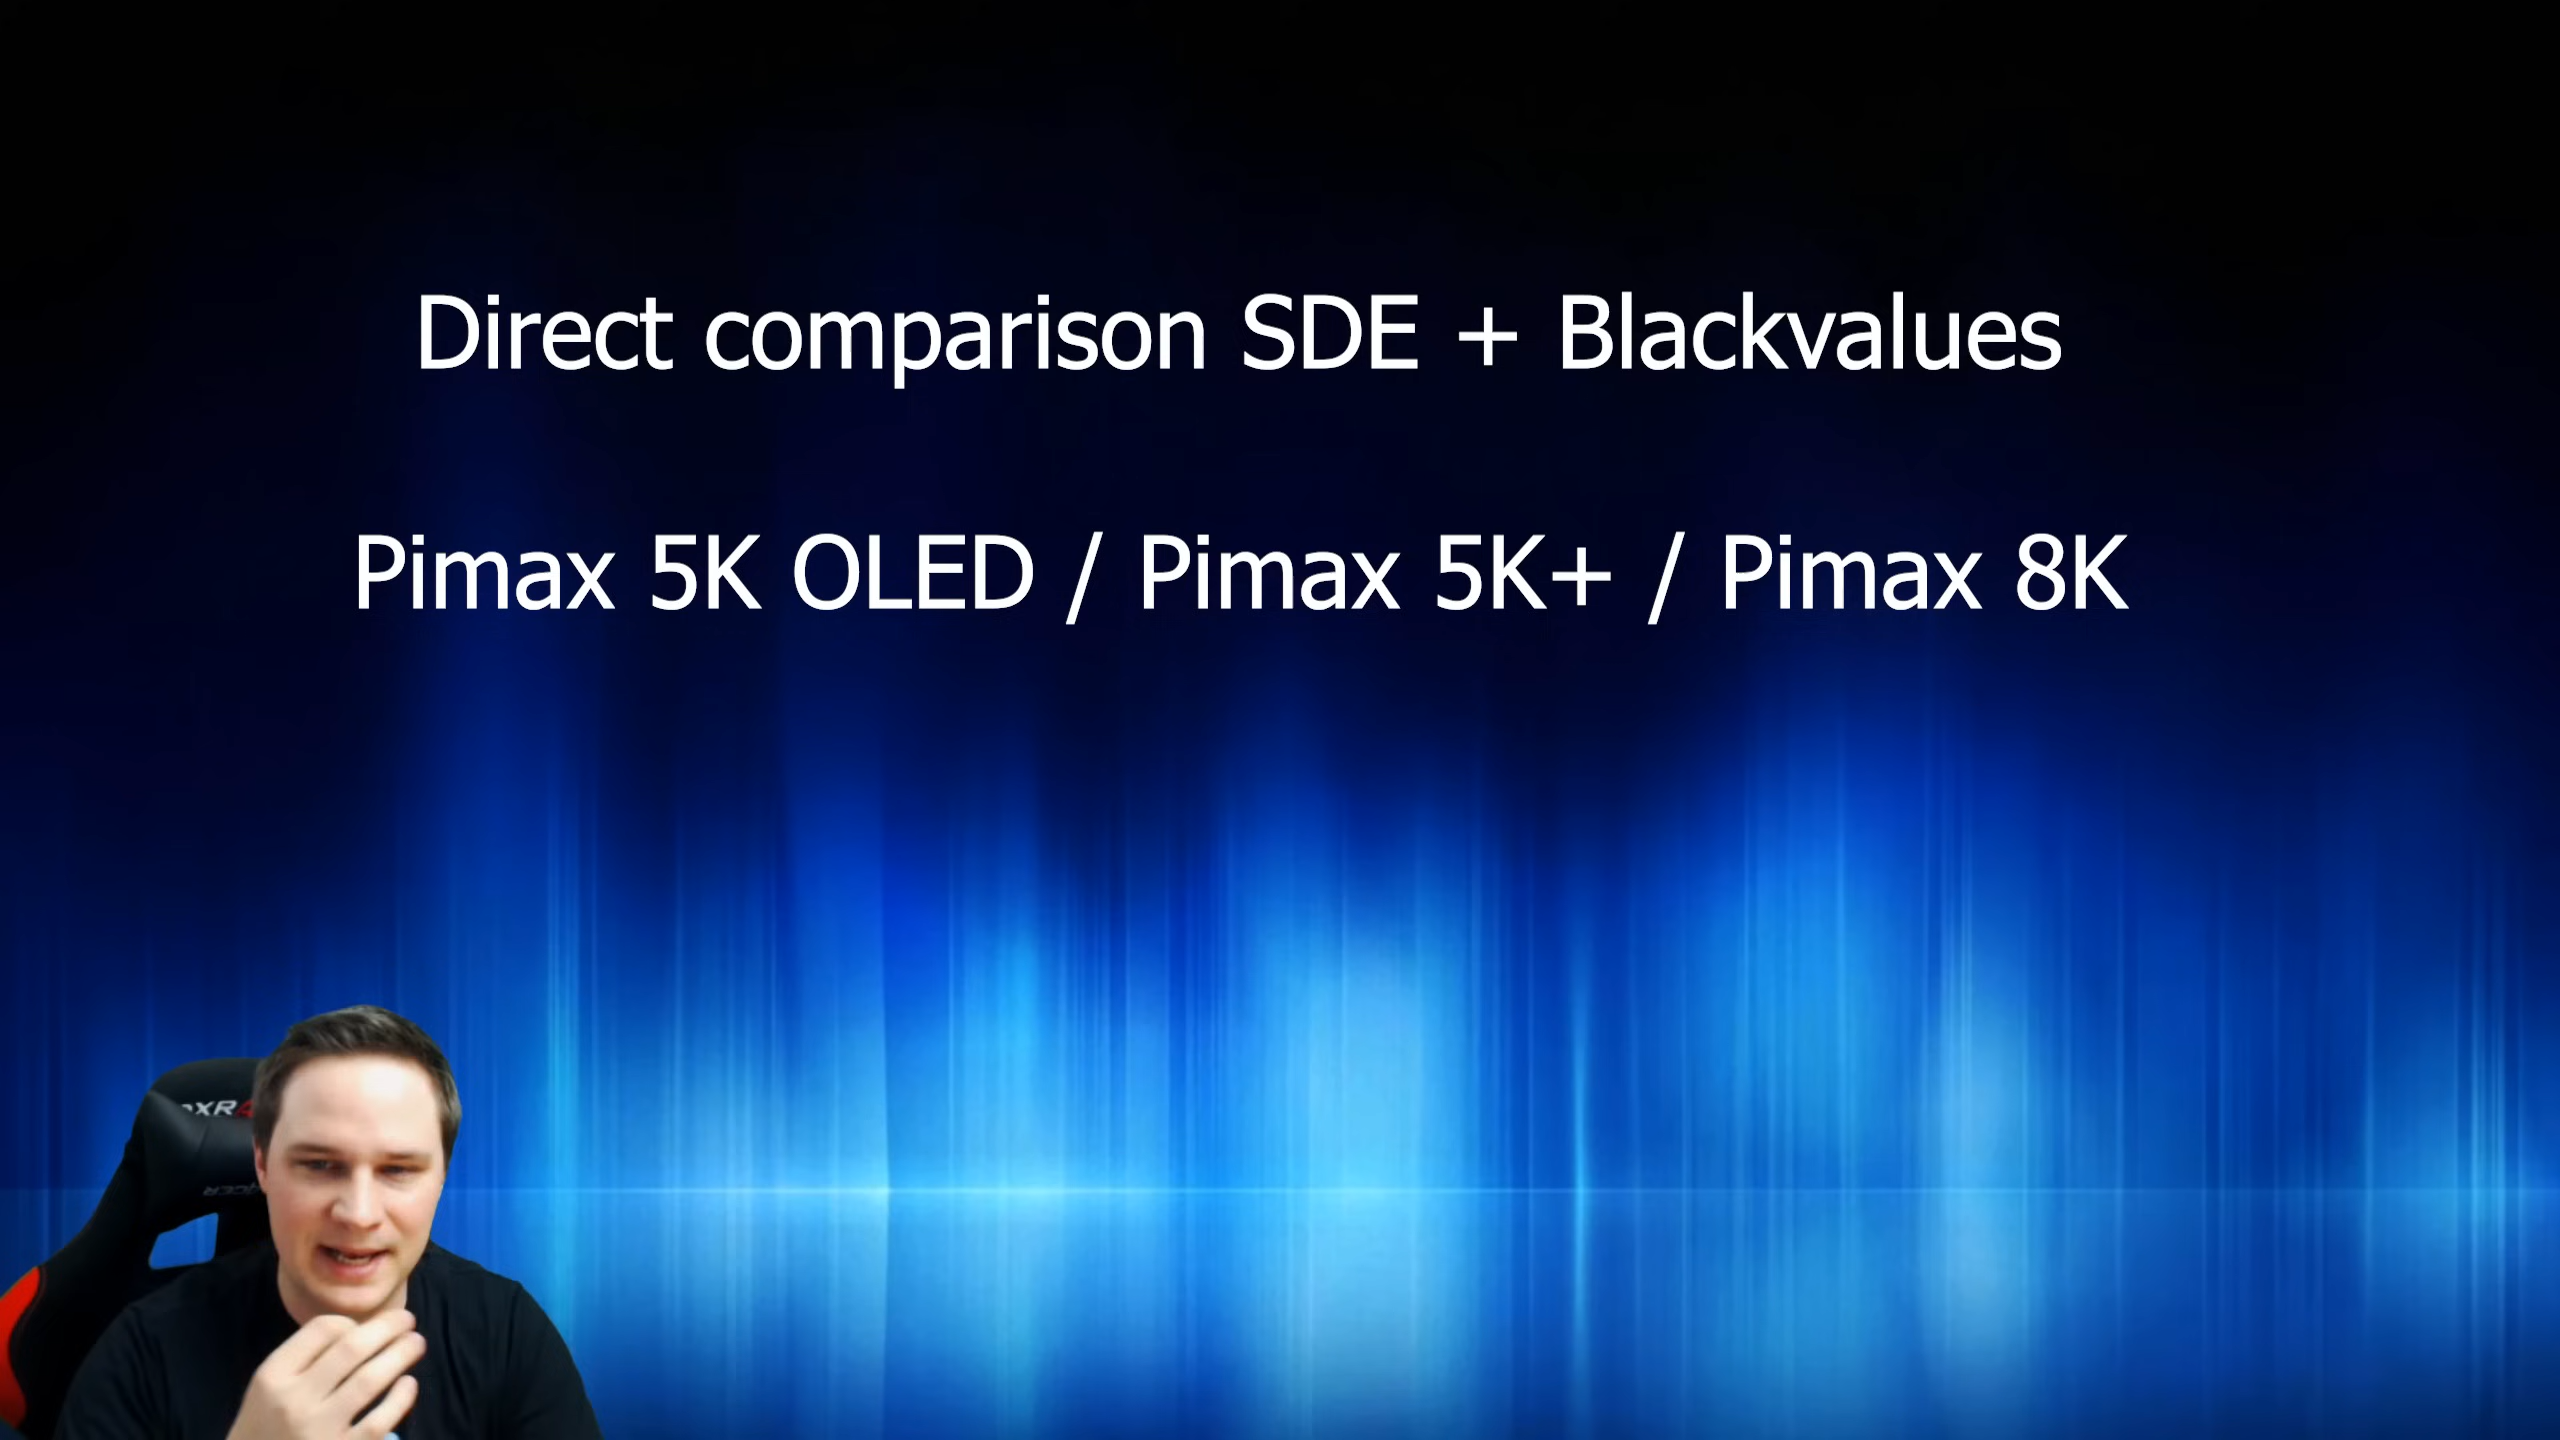 Direct comparison SDE + Blackvalues
Pimax 5K OLED / Pimax 5K+ / Pimax 8K